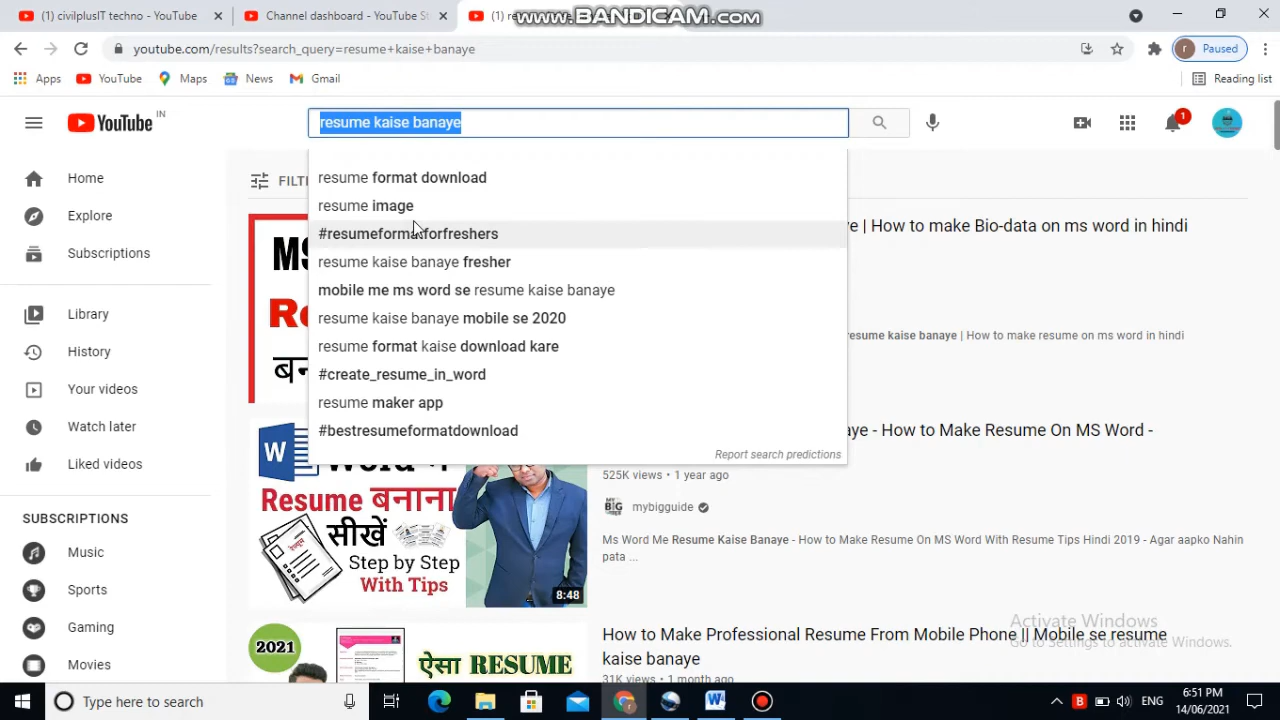 (1) civilplusIT techno - YouTube
Channel dashboard - YouTube St
(1) re
www.BANDICAM.com
youtube.com/results?search_query=resume+kaise+banaye
r Paused
Apps YouTube Maps News Gmail Reading list
YouTube IN
resume kaise banaye
1
Home
Explore
Subscriptions
Library
History
Your videos
Watch later
Liked videos
SUBSCRIPTIONS
Music
Sports
Gaming
Movies
FILT
resume format download
resume image
#resumeformatforfreshers
resume kaise banaye fresher
mobile me ms word se resume kaise banaye
resume kaise banaye mobile se 2020
resume format kaise download kare
#create_resume_in_word
resume maker app
#bestresumeformatdownload
Report search predictions
MS
Re
बन
e | How to make Bio-data on ms word in hindi
esume kaise banaye | How to make resume on ms word in hindi
W Word में
Resume बनाना
सीखें
Step by Step
With Tips
8:48
aye - How to Make Resume On MS Word -
525K views • 1 year ago
mybigguide
Ms Word Me Resume Kaise Banaye - How to Make Resume On MS Word With Resume Tips Hindi 2019 - Agar aapko Nahin
pata ...
2021
ऐसा RESUME
How to Make Professional Resume From Mobile Phone || Mobile se resume
kaise banaye
31K views • 1 month ago
Activate Windows
Go to Settings to activate Windows.
Type here to search
ENG
6:51 PM
14/06/2021